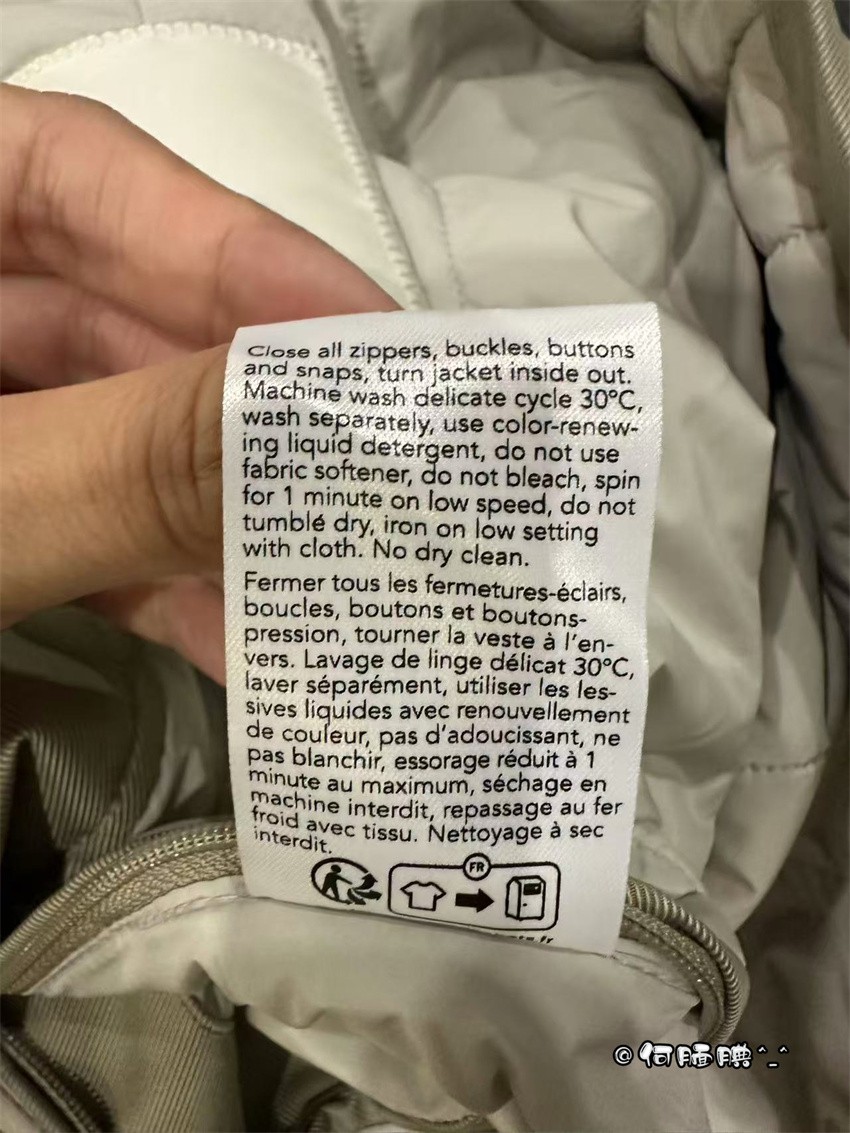 Close all zippers, buckles, buttons
and snaps, turn jacket inside out.
Machine wash delicate cycle 30°C,
wash separately, use color-renew-
ing liquid detergent, do not use
fabric softener, do not bleach, spin
for 1 minute on low speed, do not
tumble dry, iron on low setting
with cloth. No dry clean.
Fermer tous les fermetures-éclairs,
boucles, boutons et boutons-
pression, tourner la veste à l'en-
vers. Lavage de linge délicat 30°C,
laver séparément, utiliser les les-
sives liquides avec renouvellement
de couleur, pas d'adoucissant, ne
pas blanchir, essorage réduit à 1
minute au maximum, séchage en
machine interdit, repassage au fer
froid avec tissu. Nettoyage à sec
interdit.
FR
@何脜腆^_^